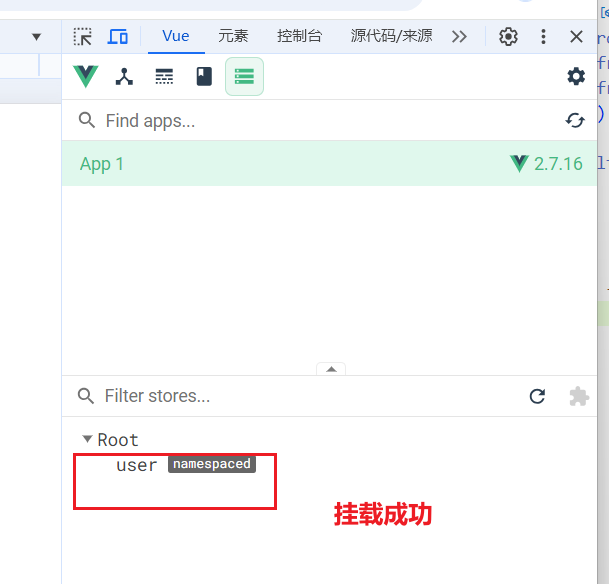 Vue 元素 控制台 源代码/来源
Find apps...
App 1 2.7.16
Filter stores...
Root
user namespaced
挂载成功